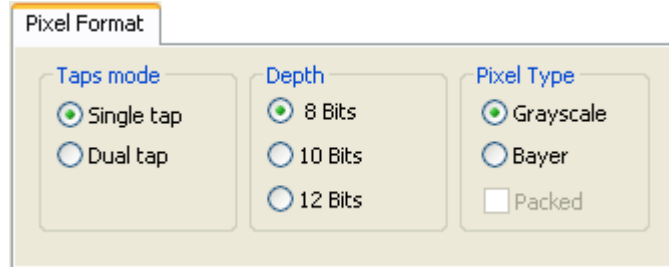 Pixel Format
Taps mode
Single tap
Dual tap
Depth
8 Bits
10 Bits
12 Bits
Pixel Type
Grayscale
Bayer
Packed